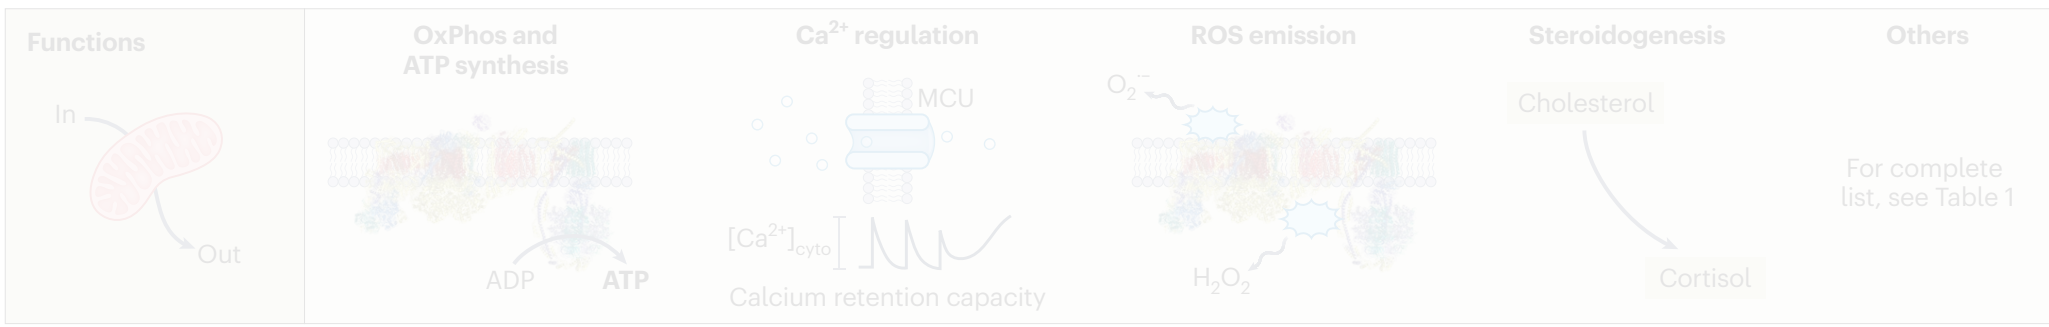 Functions
In
Out
OxPhos and
ATP synthesis
ADP
ATP
Ca²⁺ regulation
MCU
[Ca²⁺]cyto
Calcium retention capacity
ROS emission
O₂⁻
H₂O₂
Steroidogenesis
Cholesterol
Cortisol
Others
For complete
list, see Table 1